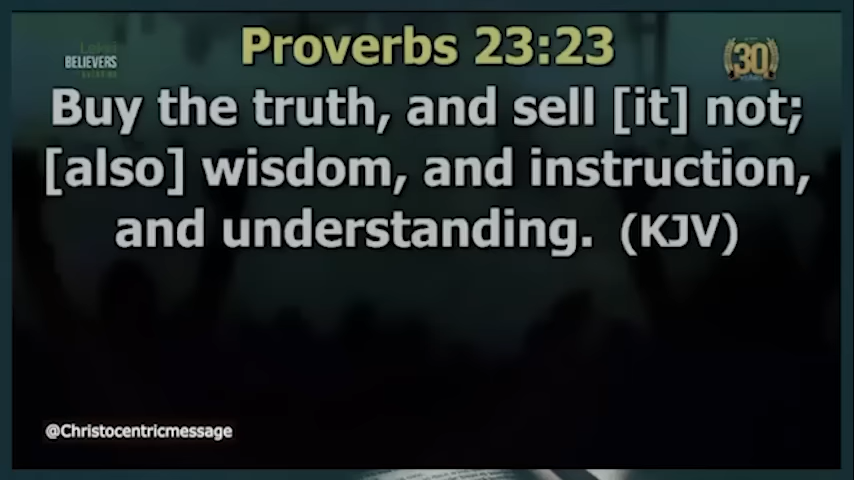 Proverbs 23:23
BELIEVERS
30
Buy the truth, and sell [it] not;
[also] wisdom, and instruction,
and understanding. (KJV)
@Christocentricmessage